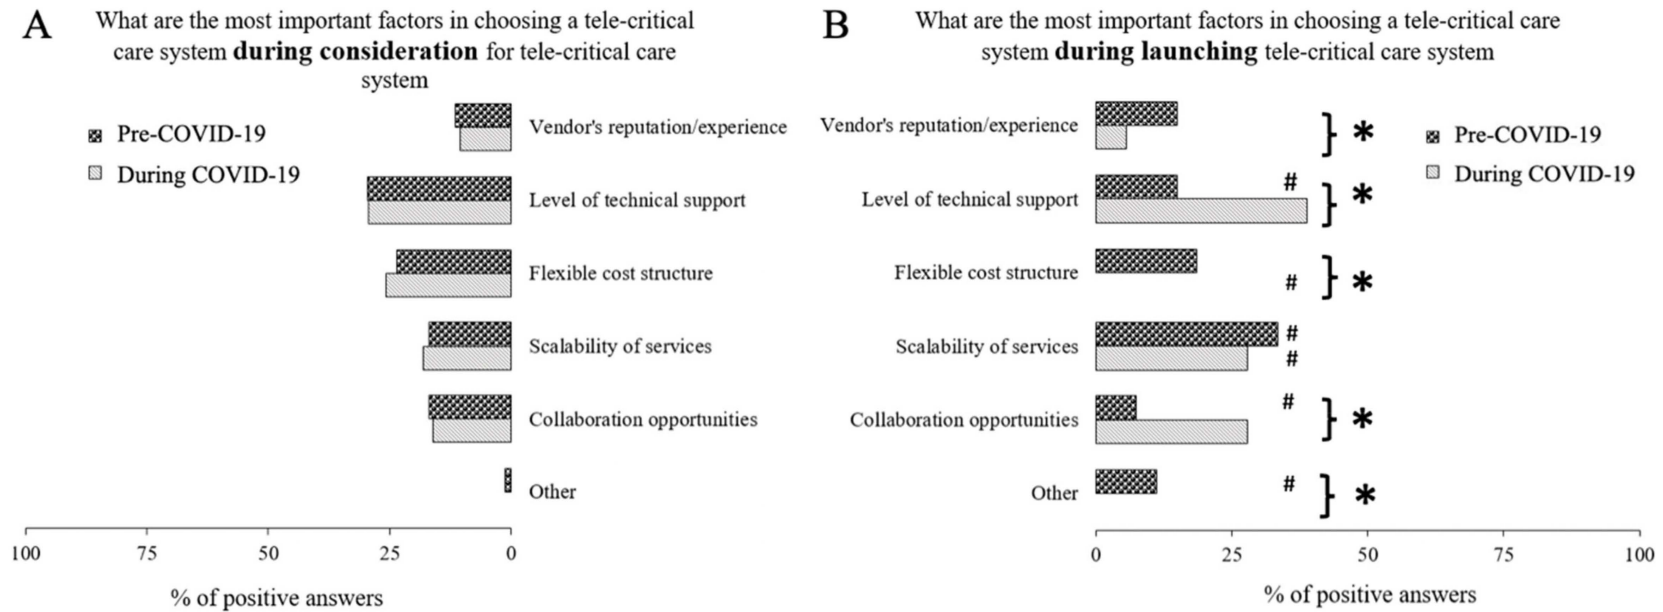 A
What are the most important factors in choosing a tele-critical
care system during consideration for tele-critical care
system
Pre-COVID-19
During COVID-19
Vendor's reputation/experience
Level of technical support
Flexible cost structure
Scalability of services
Collaboration opportunities
Other
100 75 50 25 0
% of positive answers
B
What are the most important factors in choosing a tele-critical care
system during launching tele-critical care system
Vendor's reputation/experience } *
Pre-COVID-19
During COVID-19
#
Level of technical support } *
Flexible cost structure # } *
#
Scalability of services
#
#
Collaboration opportunities } *
#
Other } *
0 25 50 75 100
% of positive answers